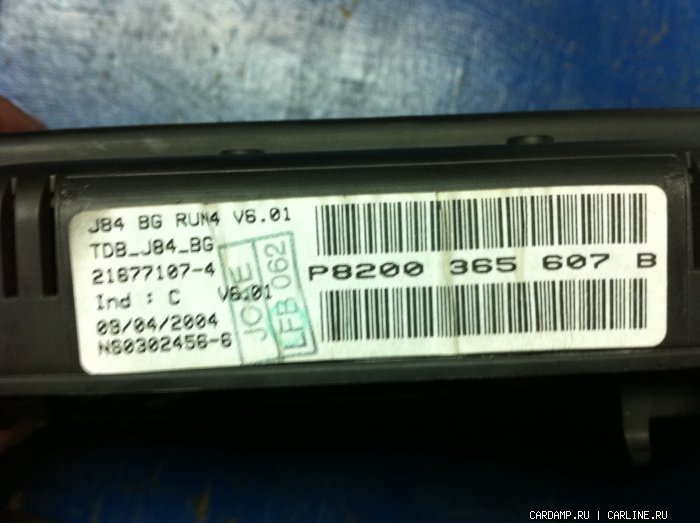 J84 BG RUN4 V6.01
TDB_J84_BG
21677107-4
Ind : C V6.01
09/04/2004
NS0302456-6
LFB 062
P8200 365 607 B
CARDAMP.RU | CARLINE.RU